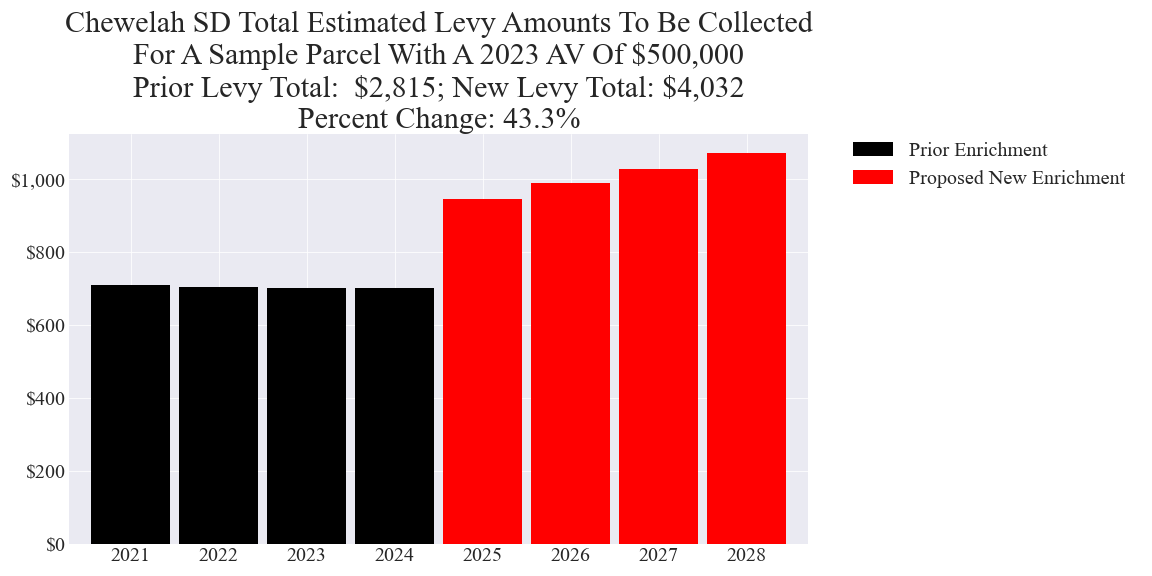 Chewelah SD Total Estimated Levy Amounts To Be Collected
For A Sample Parcel With A 2023 AV Of $500,000
Prior Levy Total:  $2,815; New Levy Total: $4,032
Percent Change: 43.3%
Prior Enrichment
Proposed New Enrichment
$1,000
$800
$600
$400
$200
$0
2021 2022 2023 2024 2025 2026 2027 2028